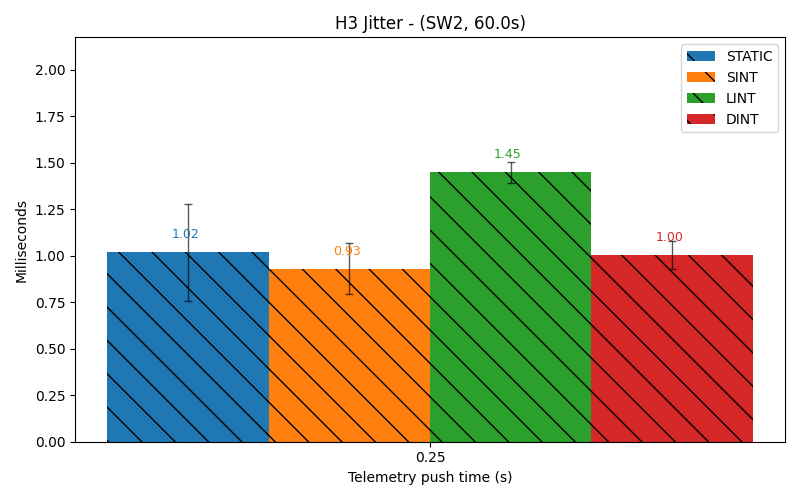 H3 Jitter - (SW2, 60.0s)
STATIC
SINT
LINT
DINT
Milliseconds
2.00
1.75
1.50
1.25
1.00
0.75
0.50
0.25
0.00
1.02
0.93
1.45
1.00
0.25
Telemetry push time (s)